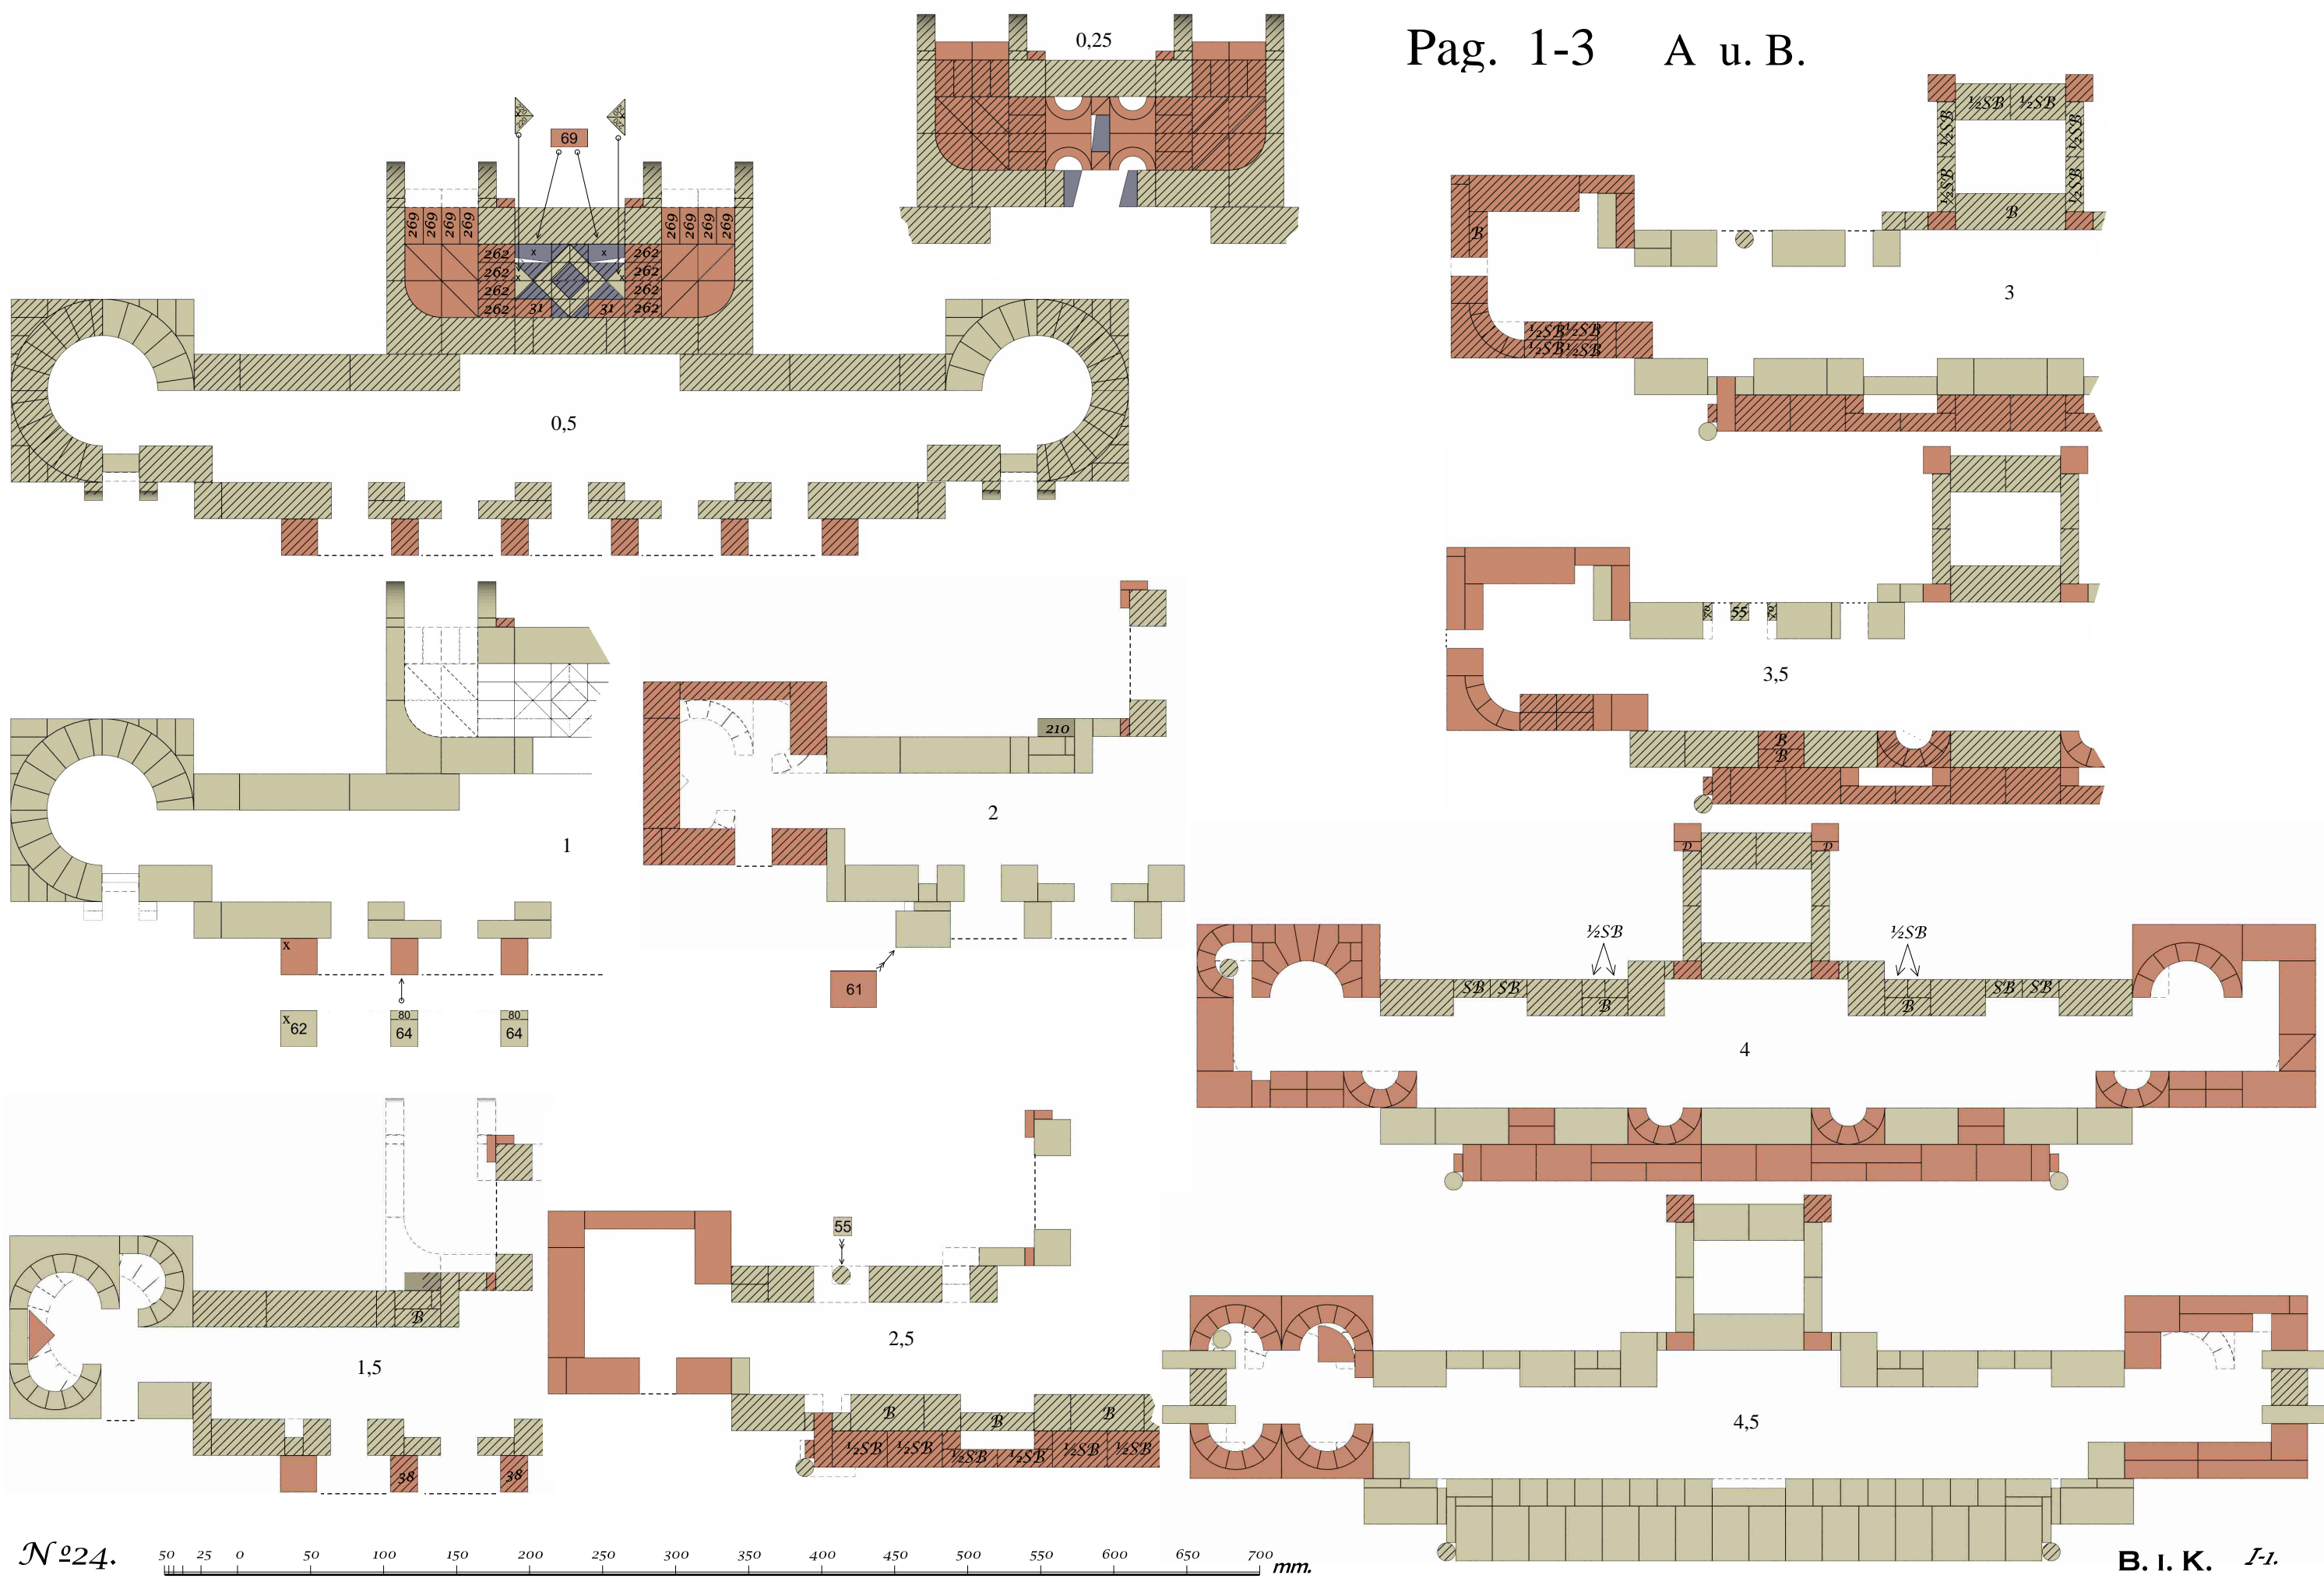 Pag. 1-3 A u. B.
0,25
69
269 269 269 269
269 269 269 269
x x
262 262
262 262
x x
262 262
262 31 31 262
0,5
½SB ½SB
½SB ½SB
½SB ½SB
B
B
3
½SB ½SB
½SB ½SB
55
3,5
B
B
1
210
2
x
61
x 62
80 64
80 64
D D
½SB ½SB
SB SB
B
B
SB SB
4
B
1,5
38 38
55
2,5
B B B
½SB ½SB ½SB ½SB ½SB ½SB
4,5
Nº24.
50 25 0 50 100 150 200 250 300 350 400 450 500 550 600 650 700 mm.
B. I. K. I-1.